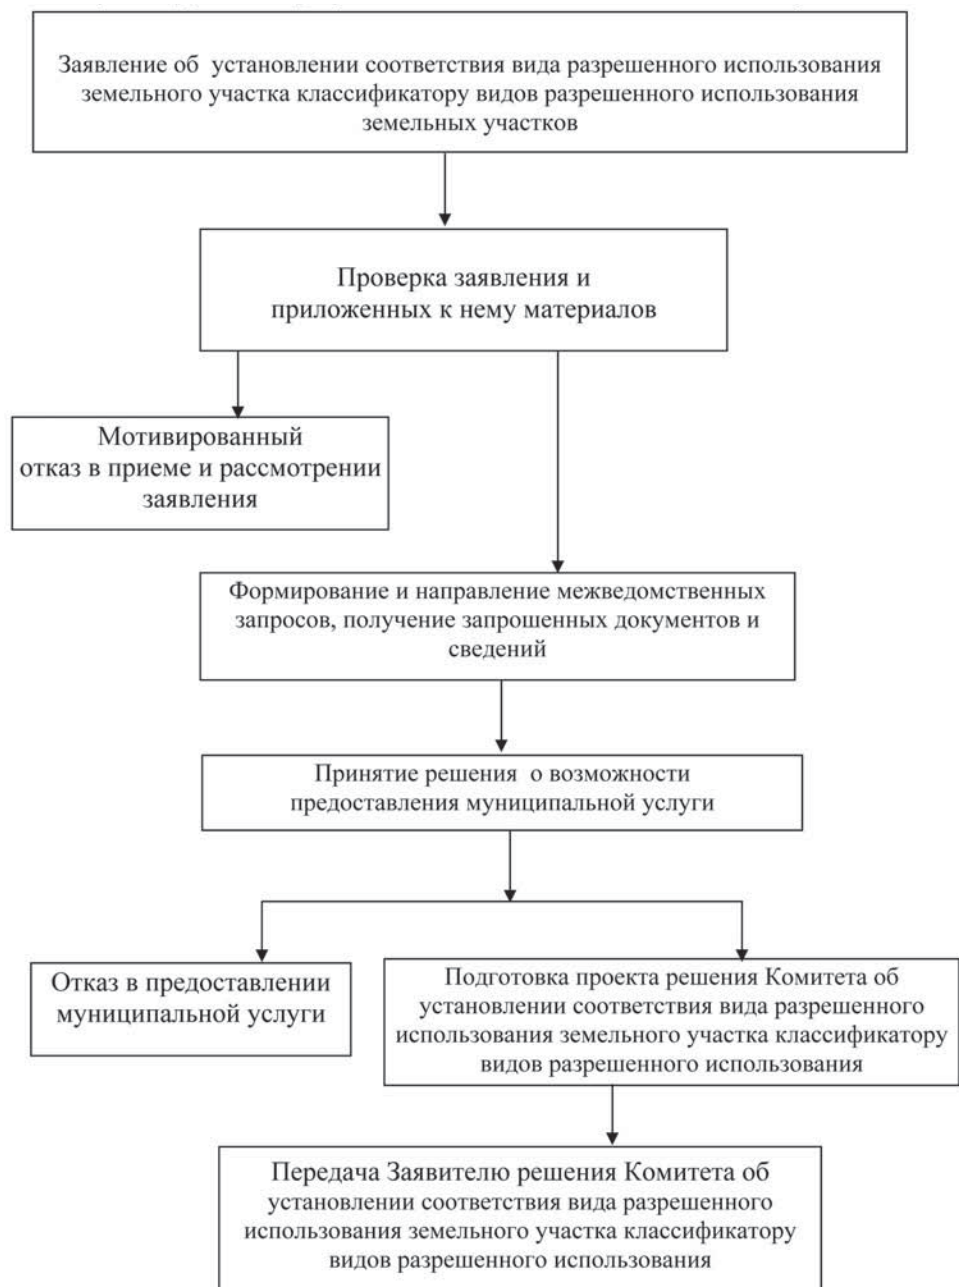 Заявление об установлении соответствия вида разрешенного использования
земельного участка классификатору видов разрешенного использования
земельных участков
Проверка заявления и
приложенных к нему материалов
Мотивированный
отказ в приеме и рассмотрении
заявления
Формирование и направление межведомственных
запросов, получение запрошенных документов и
сведений
Принятие решения о возможности
предоставления муниципальной услуги
Отказ в предоставлении
муниципальной услуги
Подготовка проекта решения Комитета об
установлении соответствия вида разрешенного
использования земельного участка классификатору
видов разрешенного использования
Передача Заявителю решения Комитета об
установлении соответствия вида разрешенного
использования земельного участка классификатору
видов разрешенного использования